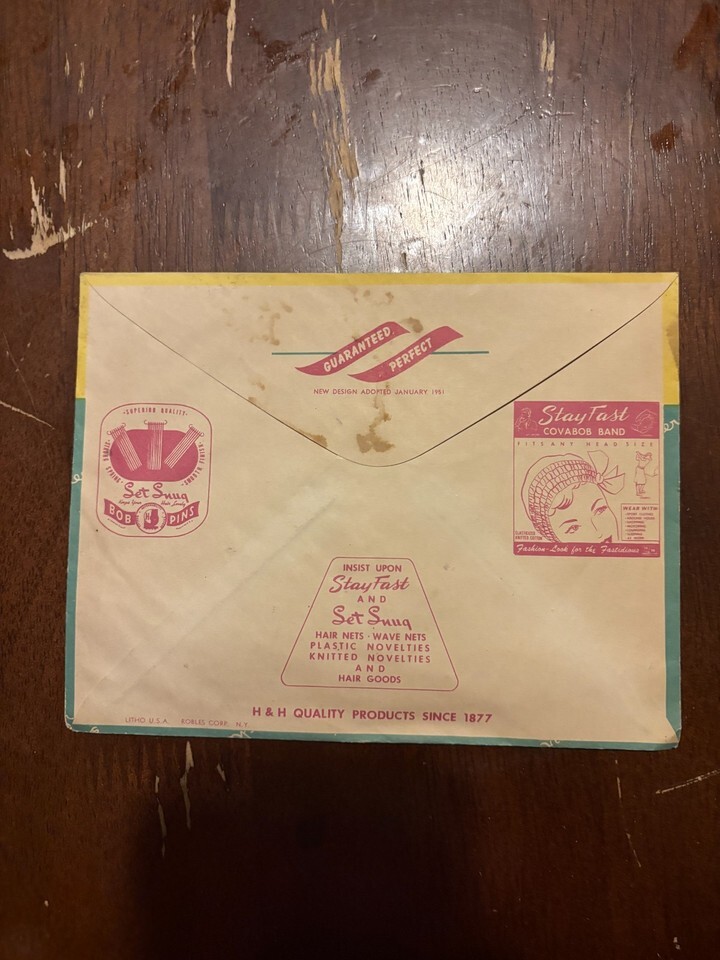 GUARANTEED
PERFECT
NEW DESIGN ADOPTED JANUARY 1951
·SUPERIOR QUALITY·
Set Snug
BOB PINS
StayFast
COVABOB BAND
FITS ANY HEAD SIZE
WEAR WITH
Fashion-Look for the Fastidious
INSIST UPON
StayFast
AND
Set Snug
HAIR NETS · WAVE NETS
PLASTIC NOVELTIES
KNITTED NOVELTIES
AND
HAIR GOODS
H & H QUALITY PRODUCTS SINCE 1877
LITHO U.S.A. ROBLES CORP. N.Y.